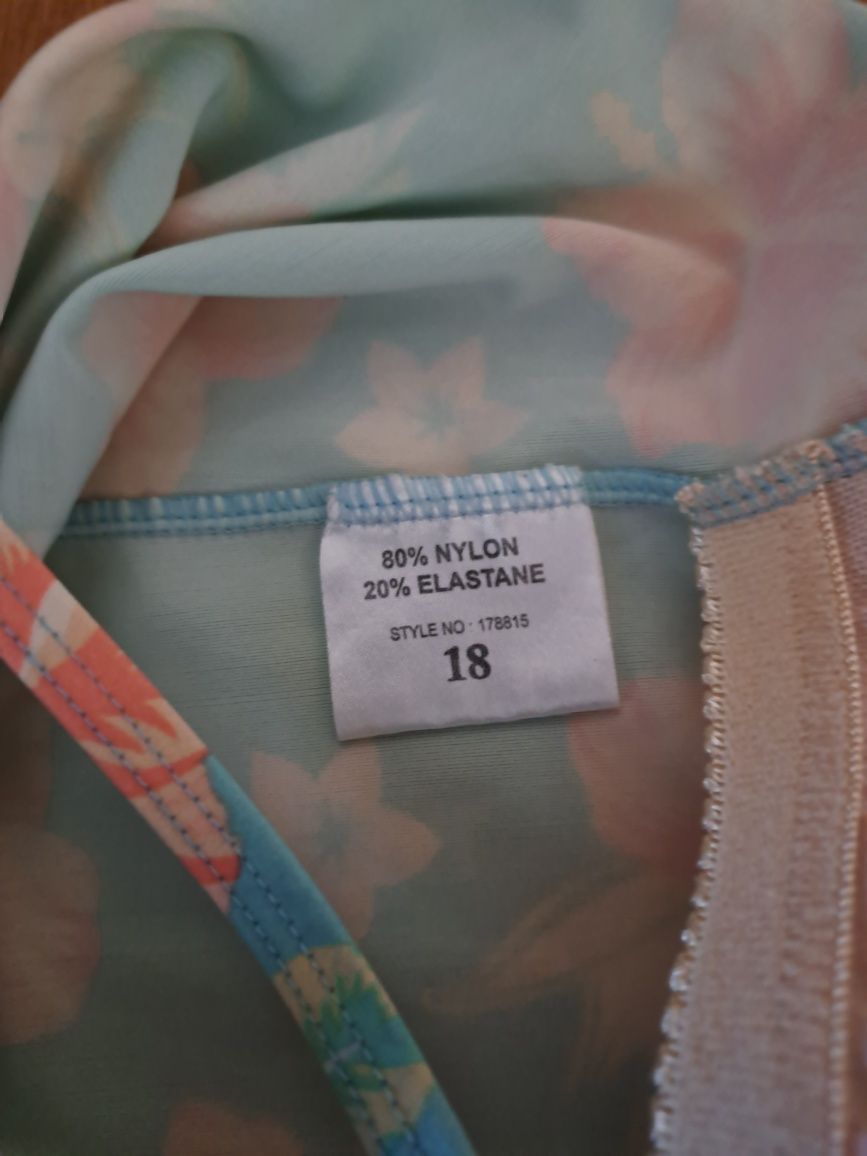 80% NYLON
20% ELASTANE
STYLE NO : 178815
18